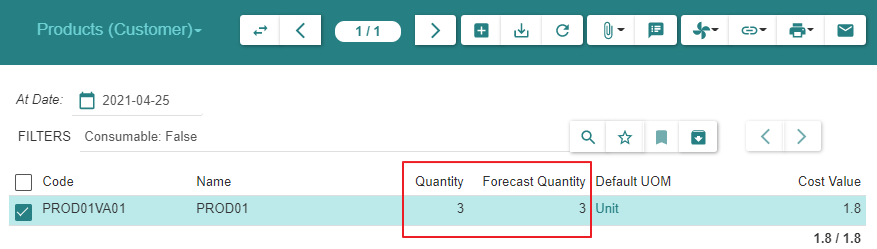 Products (Customer)
1 / 1
At Date: 2021-04-25
FILTERS Consumable: False
Code Name Quantity Forecast Quantity Default UOM Cost Value
PROD01VA01 PROD01 3 3 Unit 1.8
1.8 / 1.8